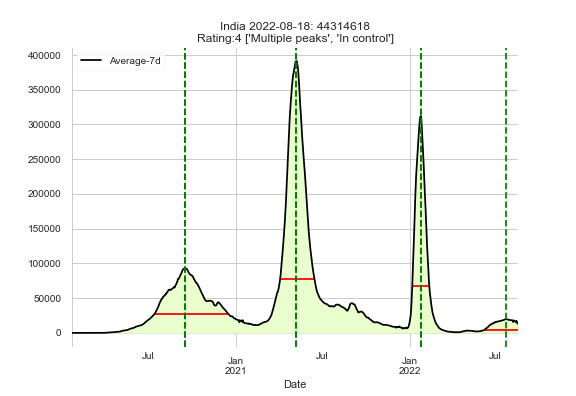 India 2022-08-18: 44314618
Rating:4 ['Multiple peaks', 'In control']
Average-7d
400000
350000
300000
250000
200000
150000
100000
50000
0
Jul
Jan
2021
Jul
Jan
2022
Jul
Date